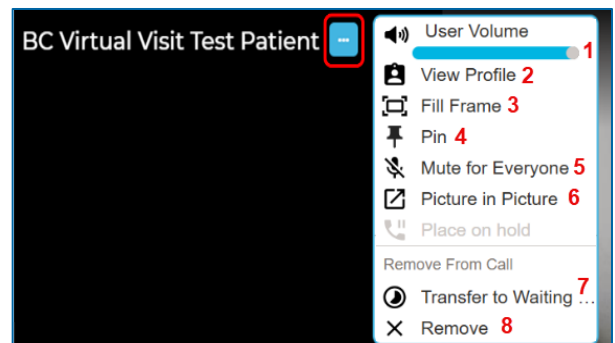 BC Virtual Visit Test Patient ...
User Volume
1
View Profile 2
Fill Frame 3
Pin 4
Mute for Everyone 5
Picture in Picture 6
Place on hold
Remove From Call
7
Transfer to Waiting ...
Remove 8